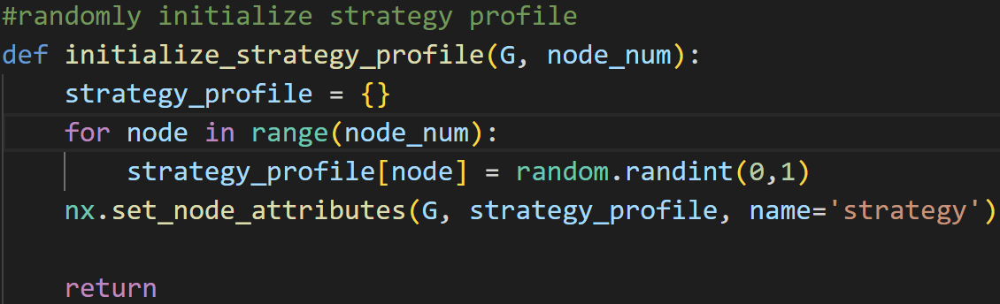 #randomly initialize strategy profile
def initialize_strategy_profile(G, node_num):
    strategy_profile = {}
    for node in range(node_num):
        strategy_profile[node] = random.randint(0,1)
    nx.set_node_attributes(G, strategy_profile, name='strategy')
    return